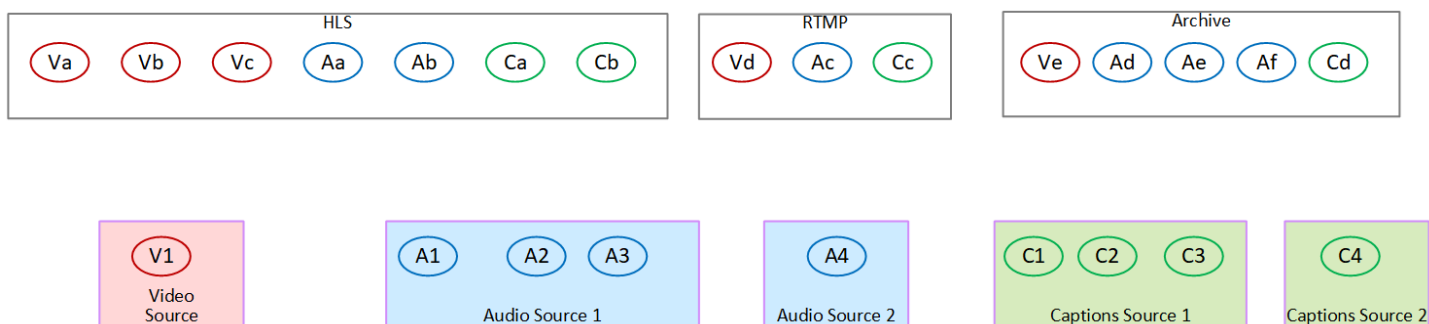 HLS
Va Vb Vc Aa Ab Ca Cb
RTMP
Vd Ac Cc
Archive
Ve Ad Ae Af Cd
V1
Video
Source
A1 A2 A3
Audio Source 1
A4
Audio Source 2
C1 C2 C3
Captions Source 1
C4
Captions Source 2